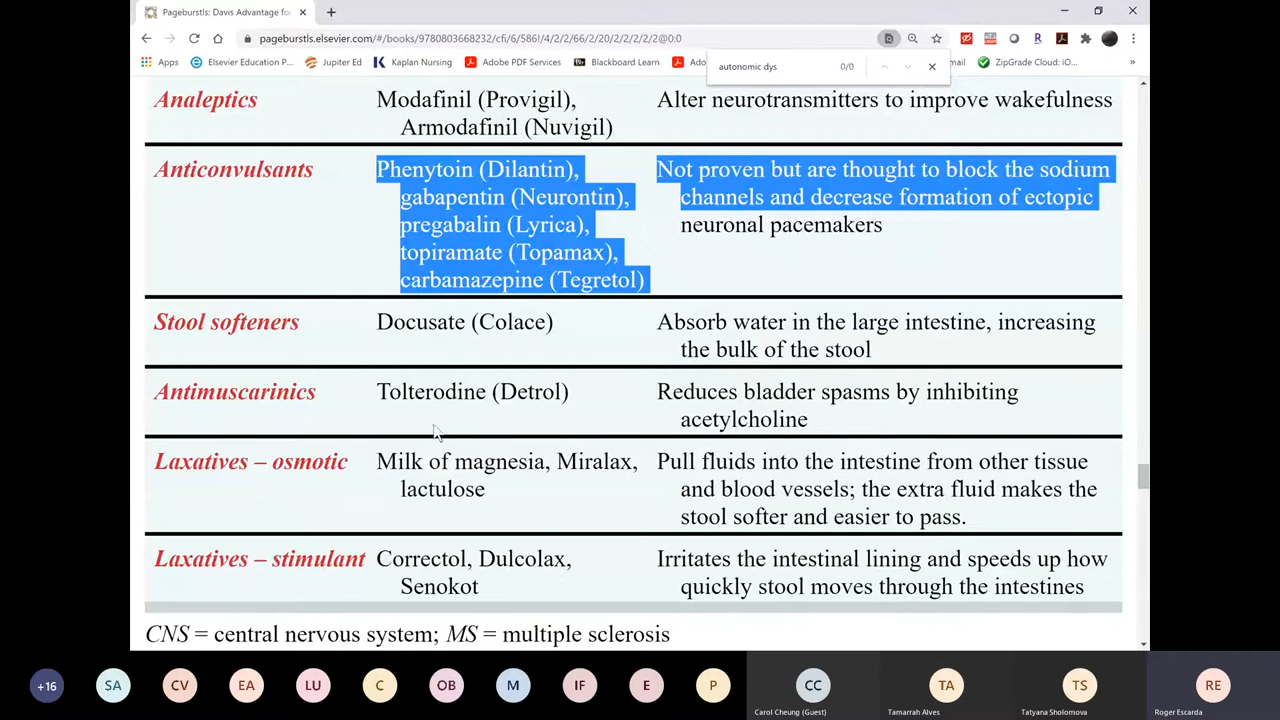 Pageburstls: Davis Advantage for
pageburstls.elsevier.com/#/books/9780803668232/cfi/6/586!/4/2/2/66/2/20/2/2/2/2/2@0:0
Apps Elsevier Education P... Jupiter Ed Kaplan Nursing Adobe PDF Services Blackboard Learn Ado mail ZipGrade Cloud: iO... »
autonomic dys 0/0
Analeptics Modafinil (Provigil), Alter neurotransmitters to improve wakefulness
Armodafinil (Nuvigil)
Anticonvulsants Phenytoin (Dilantin), Not proven but are thought to block the sodium
gabapentin (Neurontin), channels and decrease formation of ectopic
pregabalin (Lyrica), neuronal pacemakers
topiramate (Topamax),
carbamazepine (Tegretol)
Stool softeners Docusate (Colace) Absorb water in the large intestine, increasing
the bulk of the stool
Antimuscarinics Tolterodine (Detrol) Reduces bladder spasms by inhibiting
acetylcholine
Laxatives – osmotic Milk of magnesia, Miralax, Pull fluids into the intestine from other tissue
lactulose and blood vessels; the extra fluid makes the
stool softer and easier to pass.
Laxatives – stimulant Correctol, Dulcolax, Irritates the intestinal lining and speeds up how
Senokot quickly stool moves through the intestines
CNS = central nervous system; MS = multiple sclerosis
+16 SA CV EA LU C OB M IF E P CC TA TS RE
Carol Cheung (Guest) Tamarrah Alves Tatyana Sholomova Roger Escarda